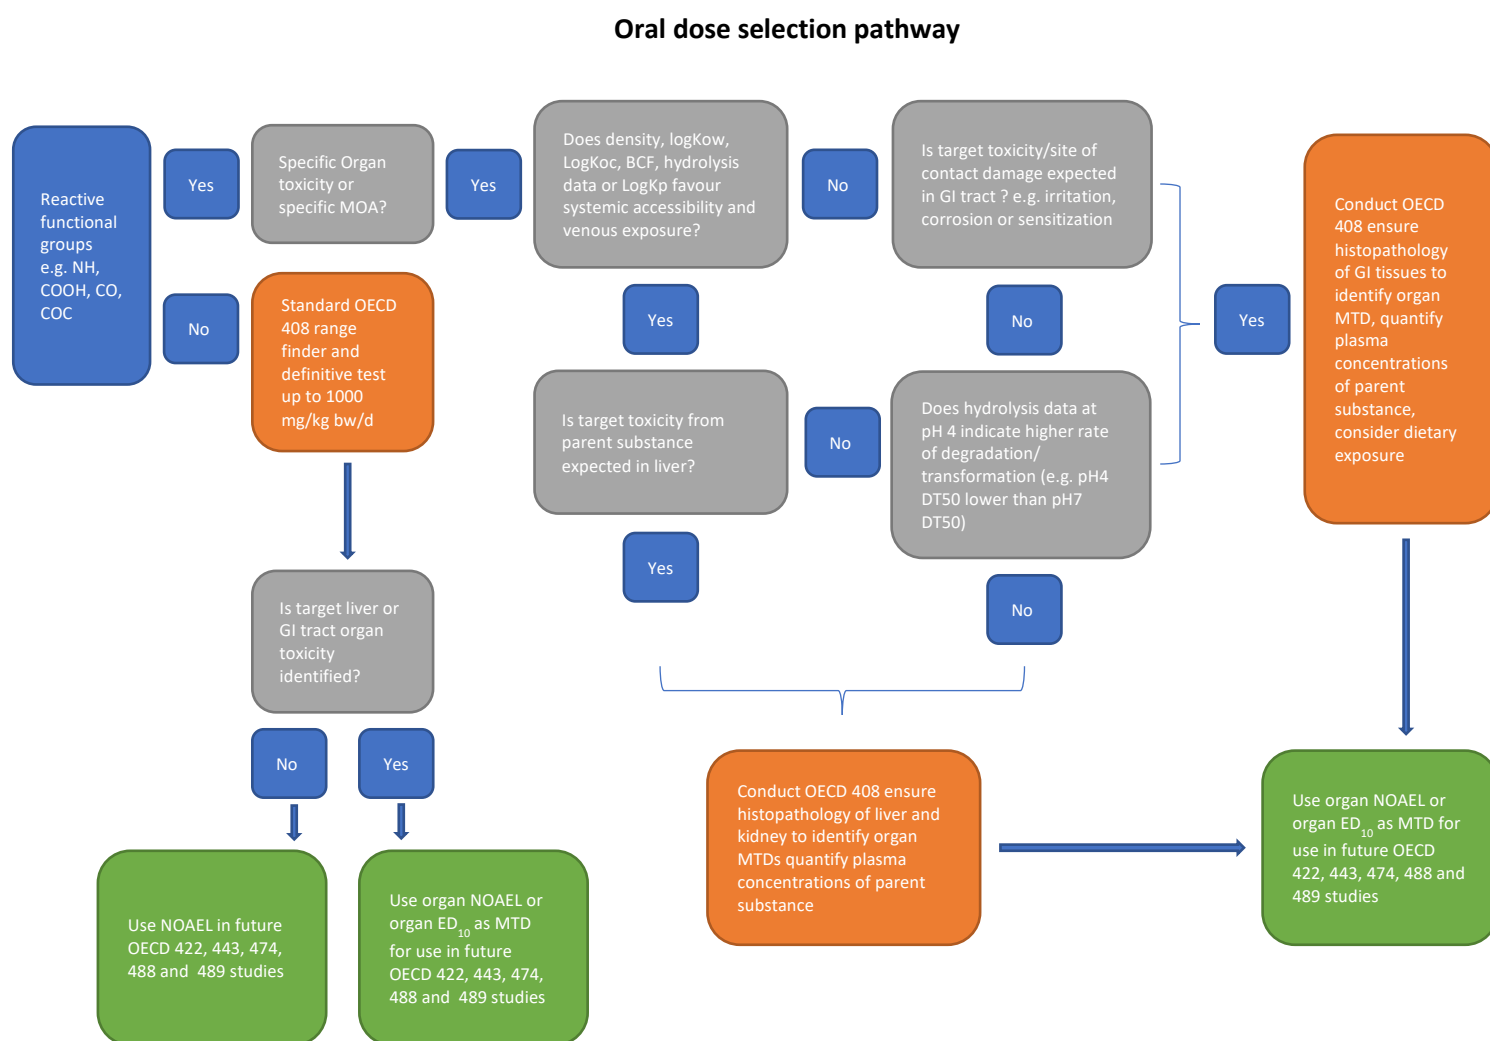 Oral dose selection pathway
Reactive
functional
groups
e.g. NH,
COOH, CO,
COC
Yes
No
Specific Organ
toxicity or
specific MOA?
Yes
Does density, logKow,
LogKoc, BCF, hydrolysis
data or LogKp favour
systemic accessibility and
venous exposure?
No
Is target toxicity/site of
contact damage expected
in GI tract ? e.g. irritation,
corrosion or sensitization
Yes
Conduct OECD
408 ensure
histopathology
of GI tissues to
identify organ
MTD, quantify
plasma
concentrations
of parent
substance,
consider dietary
exposure
Standard OECD
408 range
finder and
definitive test
up to 1000
mg/kg bw/d
Yes
No
Is target toxicity from
parent substance
expected in liver?
No
Does hydrolysis data at
pH 4 indicate higher rate
of degradation/
transformation (e.g. pH4
DT50 lower than pH7
DT50)
Yes
No
Is target liver or
GI tract organ
toxicity
identified?
No
Yes
Conduct OECD 408 ensure
histopathology of liver and
kidney to identify organ
MTDs quantify plasma
concentrations of parent
substance
Use organ NOAEL or
organ ED10 as MTD for
use in future OECD
422, 443, 474, 488 and
489 studies
Use NOAEL in future
OECD 422, 443, 474,
488 and  489 studies
Use organ NOAEL or
organ ED10 as MTD
for use in future
OECD 422, 443, 474,
488 and  489 studies